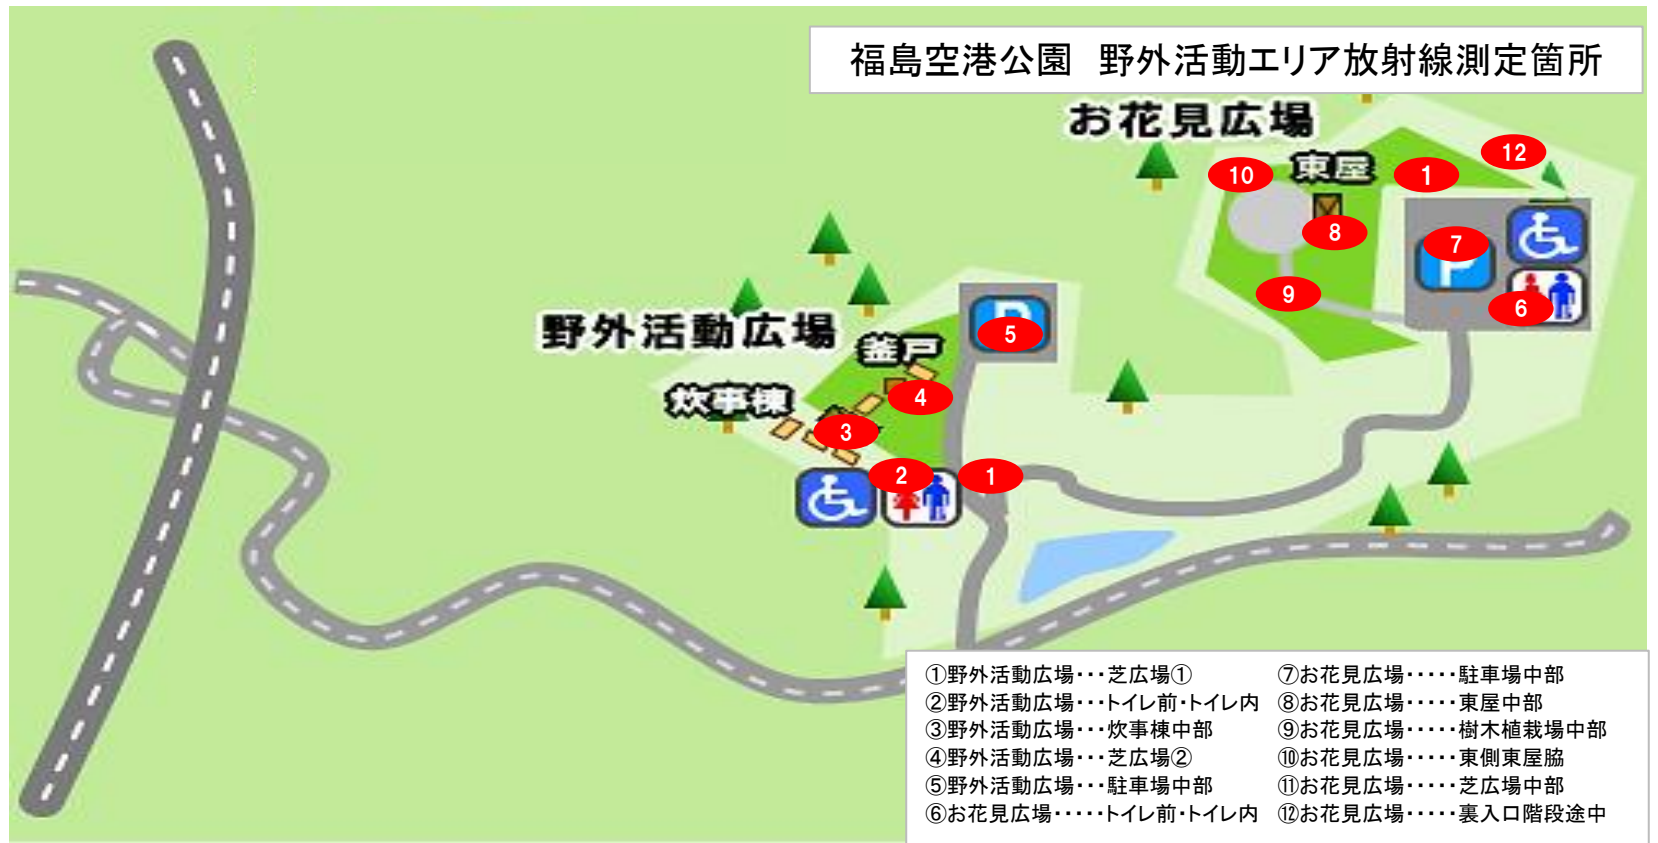 福島空港公園　野外活動エリア放射線測定箇所
お花見広場
12
東屋
10
1
8
7
P
9
6
野外活動広場
P
5
釜戸
炊事棟
4
3
2
1
①野外活動広場・・・芝広場①
②野外活動広場・・・トイレ前・トイレ内
③野外活動広場・・・炊事棟中部
④野外活動広場・・・芝広場②
⑤野外活動広場・・・駐車場中部
⑥お花見広場・・・・・トイレ前・トイレ内
⑦お花見広場・・・・・駐車場中部
⑧お花見広場・・・・・東屋中部
⑨お花見広場・・・・・樹木植栽場中部
⑩お花見広場・・・・・東側東屋脇
⑪お花見広場・・・・・芝広場中部
⑫お花見広場・・・・・裏入口階段途中